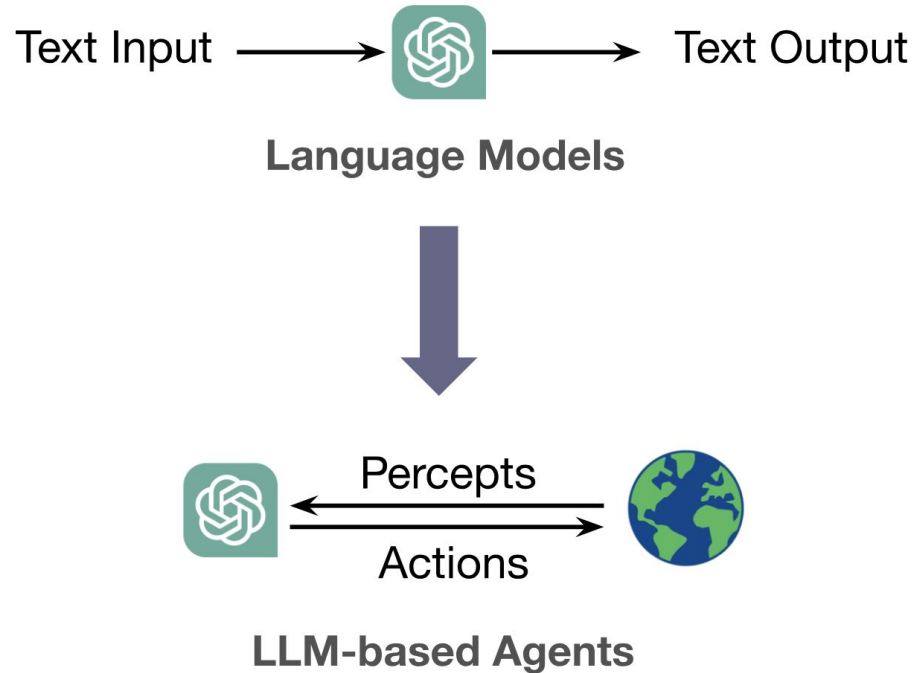 Text Input Text Output
Language Models
Percepts
Actions
LLM-based Agents